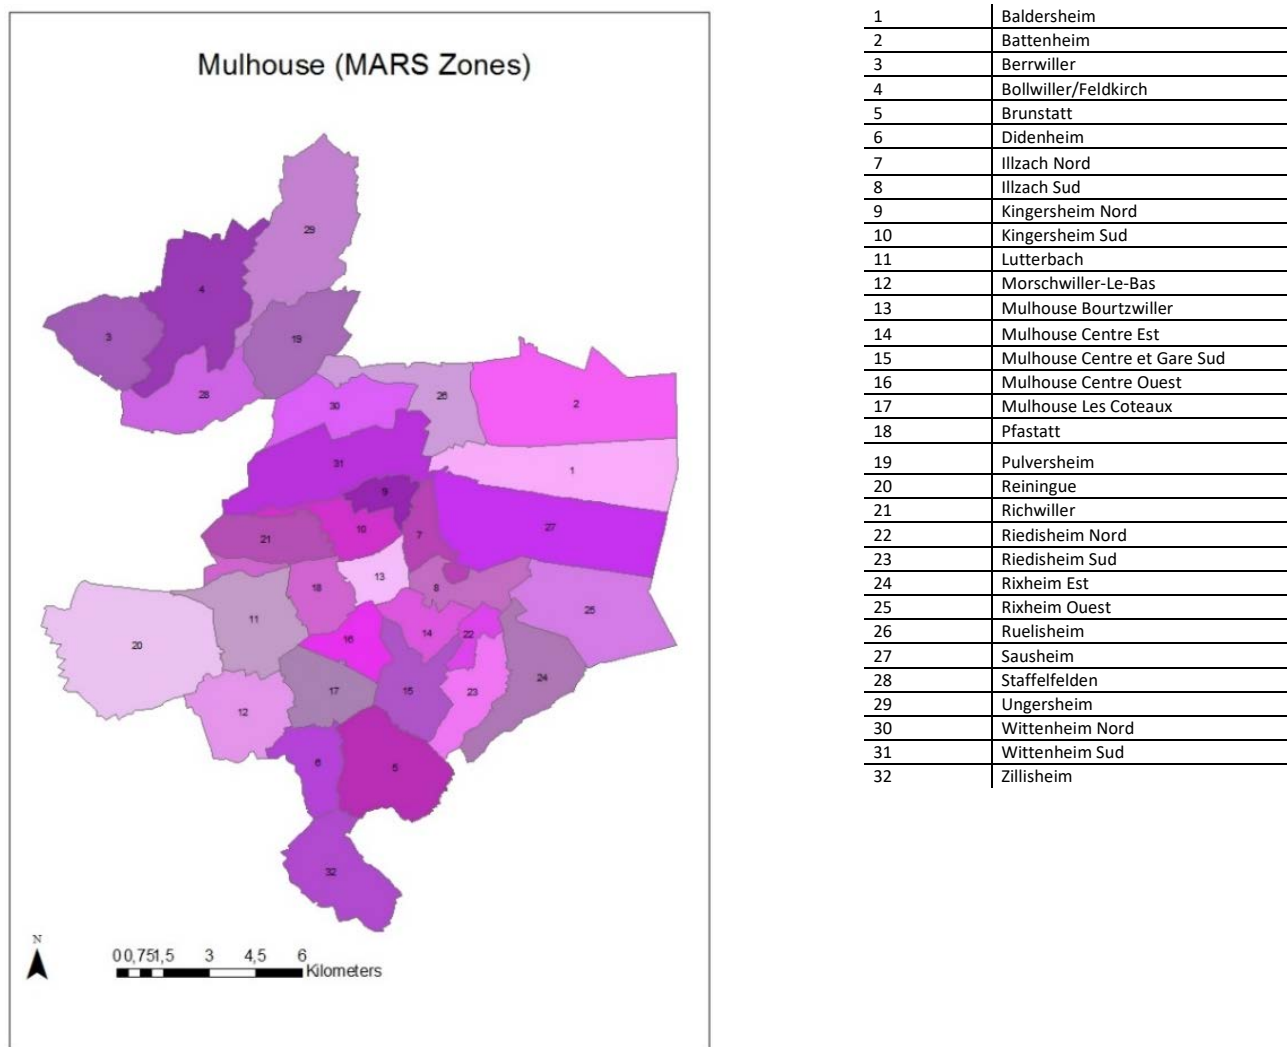 Mulhouse (MARS Zones)
29
4
3
19
28
30
26
2
31
1
9
27
10
7
21
13
18
8
25
11
16
14
22
20
17
15
23
24
12
6
5
32
N
0 0,75 1,5 3 4,5 6
Kilometers
1 Baldersheim
2 Battenheim
3 Berrwiller
4 Bollwiller/Feldkirch
5 Brunstatt
6 Didenheim
7 Illzach Nord
8 Illzach Sud
9 Kingersheim Nord
10 Kingersheim Sud
11 Lutterbach
12 Morschwiller-Le-Bas
13 Mulhouse Bourtzwiller
14 Mulhouse Centre Est
15 Mulhouse Centre et Gare Sud
16 Mulhouse Centre Ouest
17 Mulhouse Les Coteaux
18 Pfastatt
19 Pulversheim
20 Reiningue
21 Richwiller
22 Riedisheim Nord
23 Riedisheim Sud
24 Rixheim Est
25 Rixheim Ouest
26 Ruelisheim
27 Sausheim
28 Staffelfelden
29 Ungersheim
30 Wittenheim Nord
31 Wittenheim Sud
32 Zillisheim